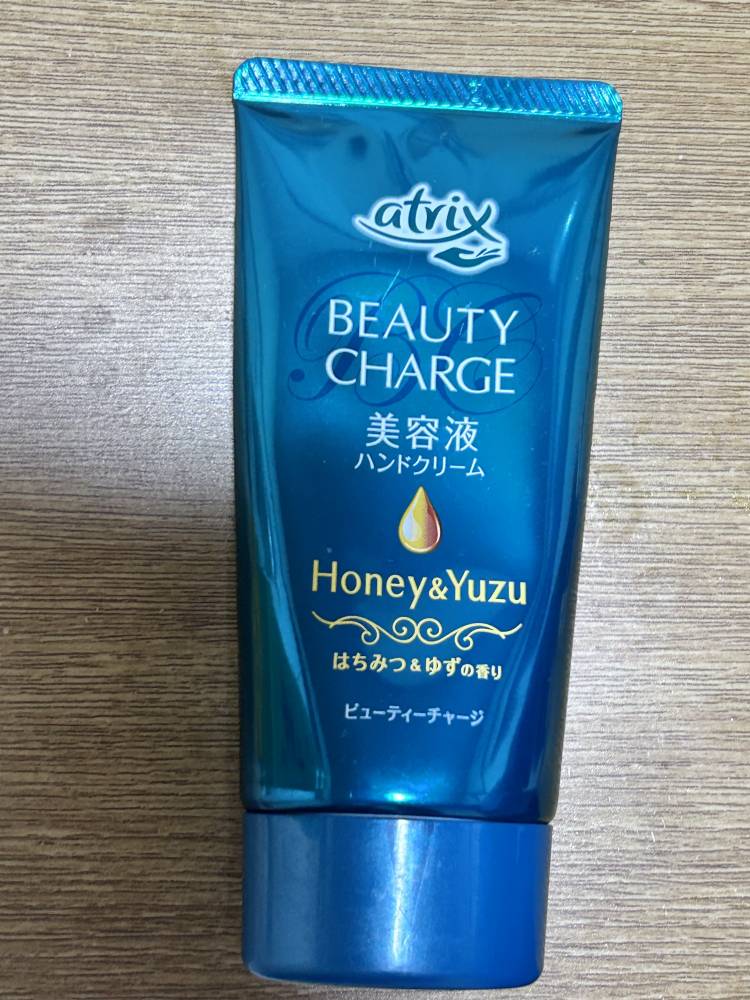 atrix
BEAUTY
CHARGE
美容液
ハンドクリーム
Honey&Yuzu
はちみつ&ゆずの香り
ビューティーチャージ